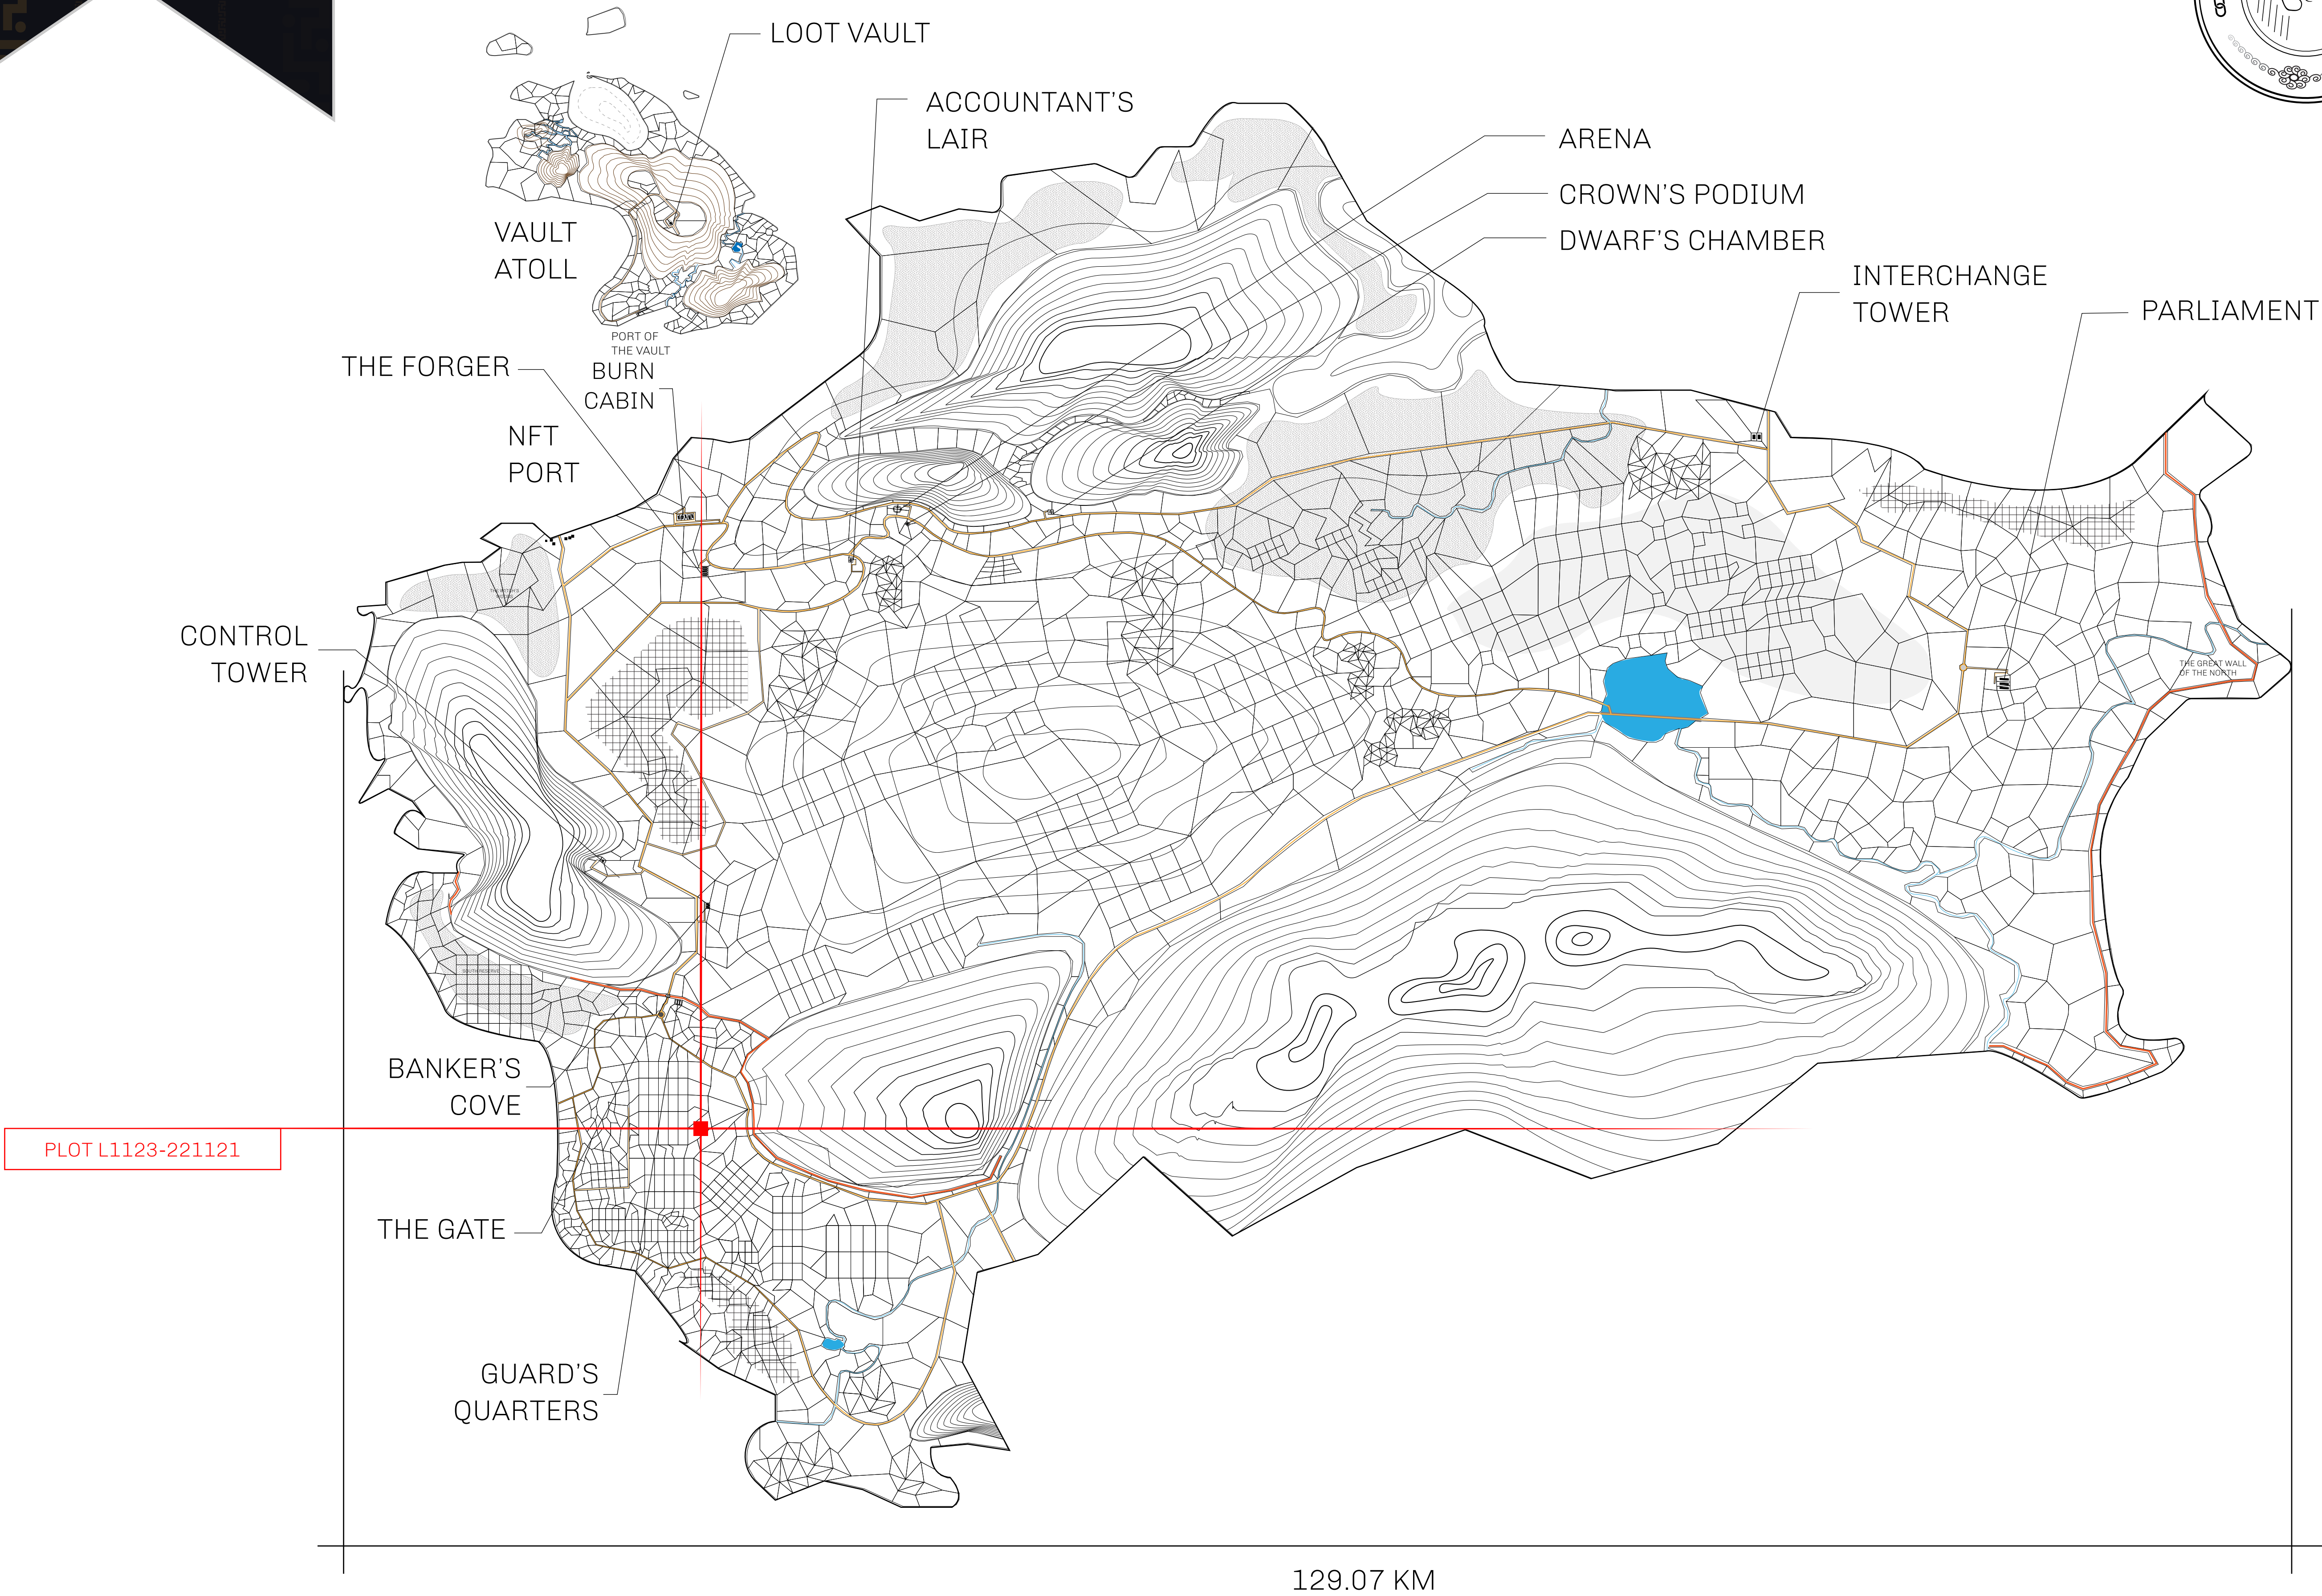 LOOT VAULT
ACCOUNTANT'S
LAIR
ARENA
CROWN'S PODIUM
DWARF'S CHAMBER
INTERCHANGE
TOWER
PARLIAMENT
VAULT
ATOLL
PORT OF
THE VAULT
THE FORGER
BURN
CABIN
NFT
PORT
CONTROL
TOWER
THE GREAT WALL
OF THE NORTH
SOUTH RESERVE
BANKER'S
COVE
PLOT L1123-221121
THE GATE
GUARD'S
QUARTERS
129.07 KM